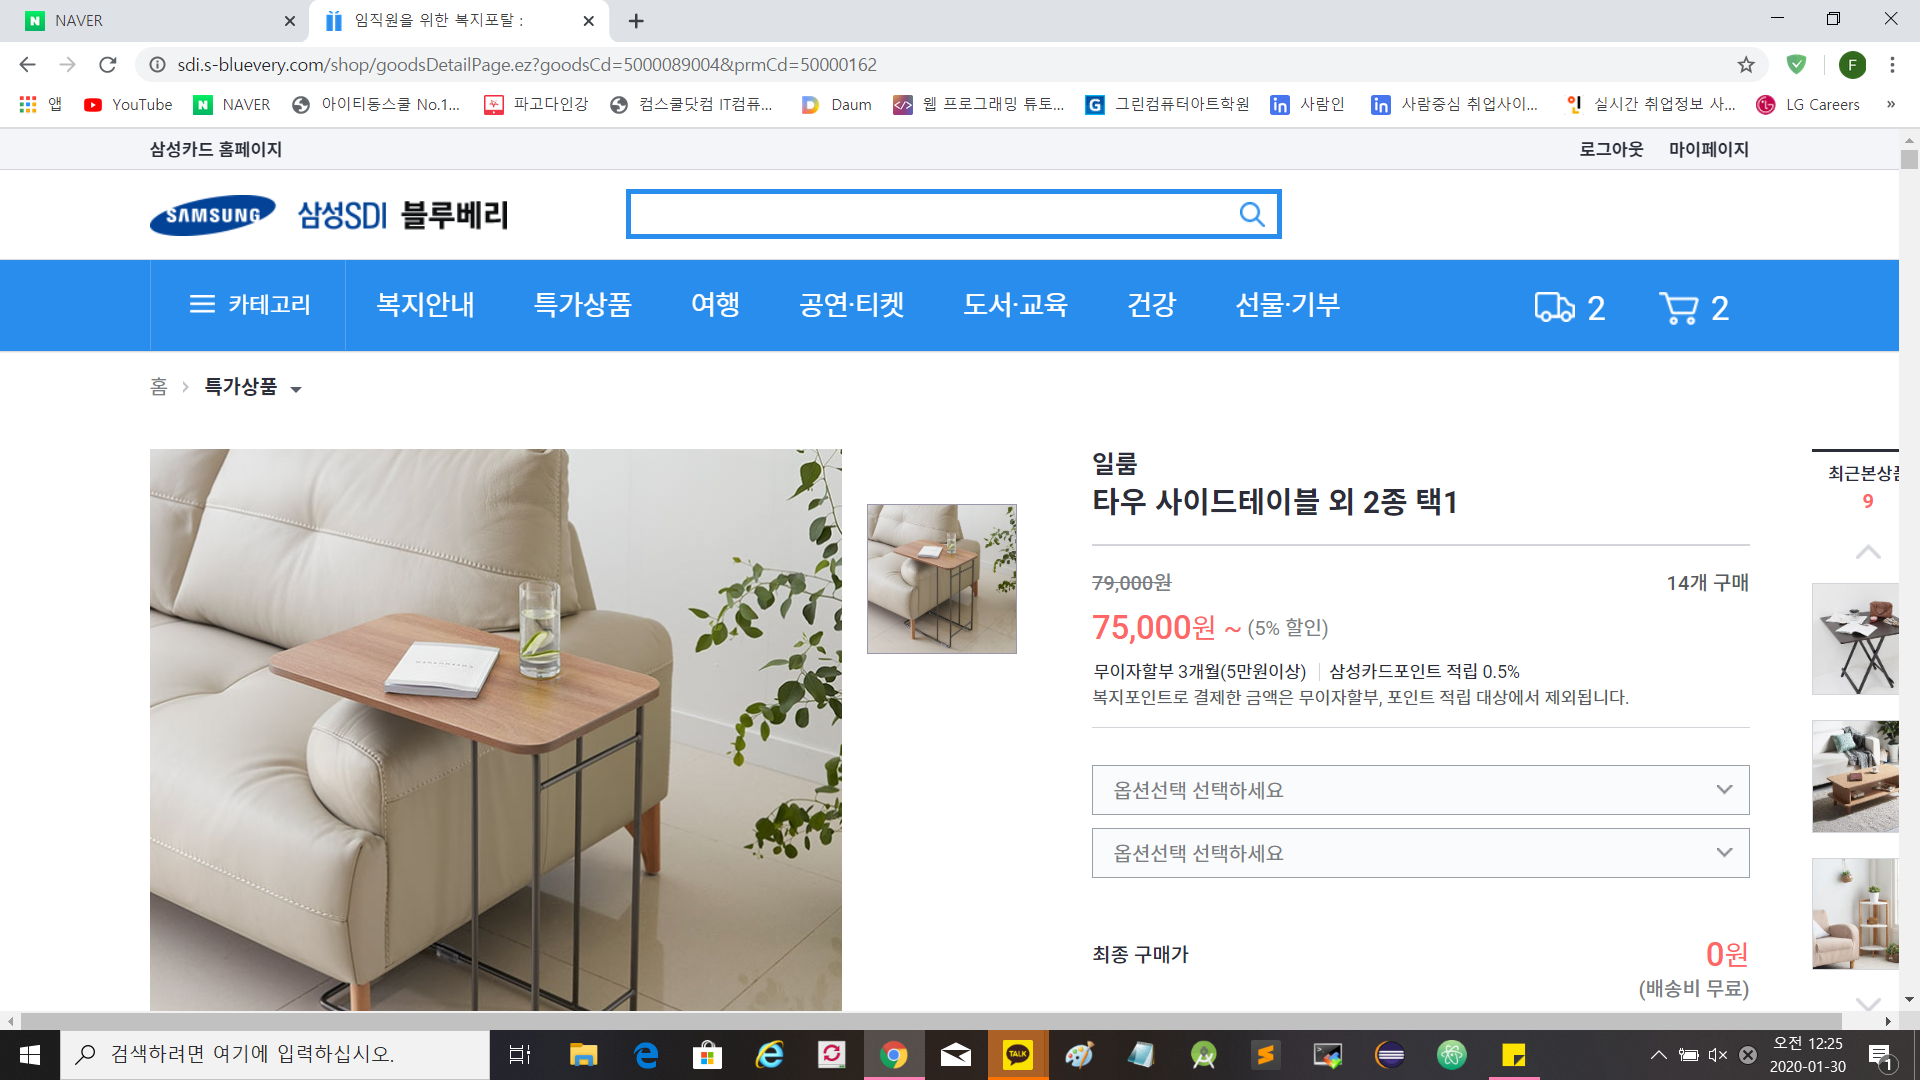 NAVER
임직원을 위한 복지포탈 :
sdi.s-bluevery.com/shop/goodsDetailPage.ez?goodsCd=5000089004&prmCd=50000162
F
앱
YouTube
NAVER
아이티동스쿨 No.1...
파고다인강
컴스쿨닷컴 IT컴퓨...
Daum
웹 프로그래밍 튜토...
그린컴퓨터아트학원
사람인
사람중심 취업사이...
실시간 취업정보 사...
LG Careers
»
삼성카드 홈페이지
로그아웃
마이페이지
SAMSUNG 삼성SDI 블루베리
카테고리
복지안내
특가상품
여행
공연·티켓
도서·교육
건강
선물·기부
2
2
홈 > 특가상품
일룸
타우 사이드테이블 외 2종 택1
79,000원
14개 구매
75,000원 ~ (5% 할인)
무이자할부 3개월(5만원이상) | 삼성카드포인트 적립 0.5%
복지포인트로 결제한 금액은 무이자할부, 포인트 적립 대상에서 제외됩니다.
옵션선택 선택하세요
옵션선택 선택하세요
최종 구매가
0원
(배송비 무료)
최근본상품
9
검색하려면 여기에 입력하십시오.
TALK
오전 12:25
2020-01-30
1